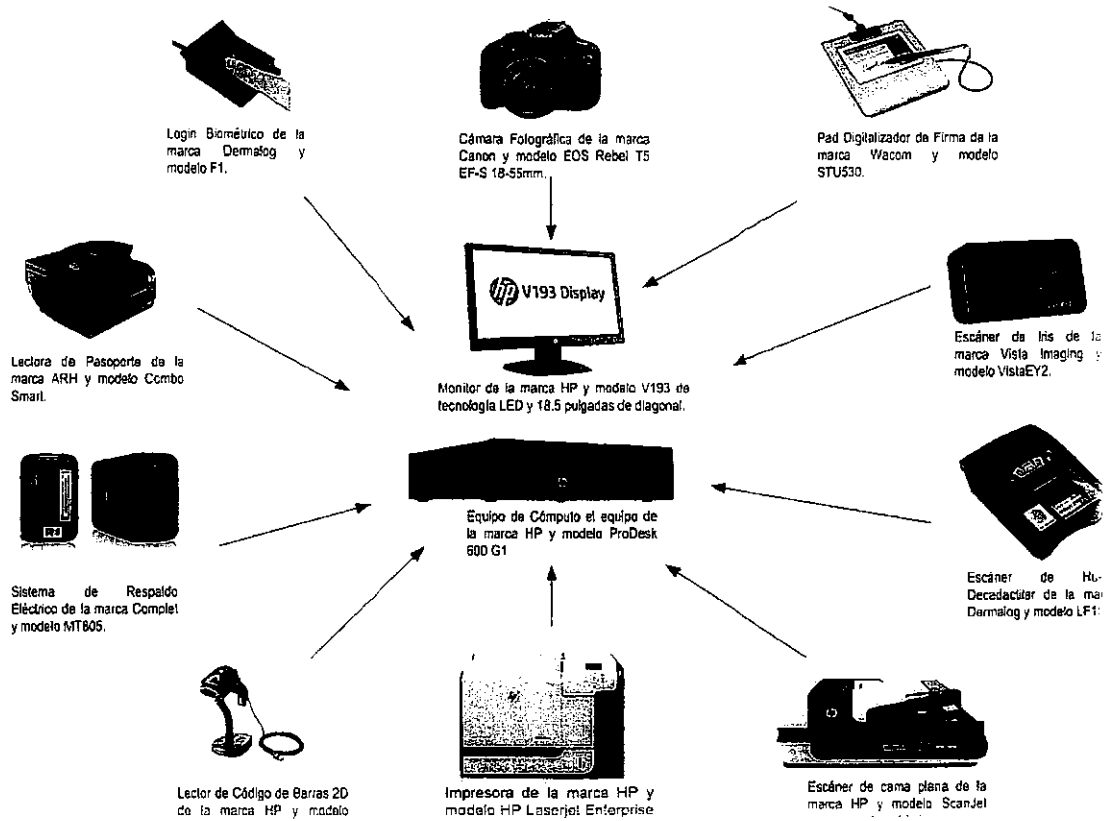 Login Biométrico de la
marca Dermalog y
modelo F1.
Cámara Fotográfica de la marca
Canon y modelo EOS Rebel T5
EF-S 18-55mm.
Pad Digitalizador de Firma de la
marca Wacom y modelo
STU530.
hp V193 Display
Lectora de Pasaporte de la
marca ARH y modelo Combo
Smart.
Monitor de la marca HP y modelo V193 de
tecnología LED y 18.5 pulgadas de diagonal.
Escáner de Iris de la
marca Vista Imaging y
modelo VistaEY2.
Equipo de Cómputo el equipo de
la marca HP y modelo ProDesk
600 G1
Sistema de Respaldo
Eléctrico de la marca Complet
y modelo MT805.
Escáner de Hu-
Decadactilar de la mar
Dermalog y modelo LF1
Lector de Código de Barras 2D
de la marca HP y modelo
Impresora de la marca HP y
modelo HP Laserjet Enterprise
Escáner de cama plana de la
marca HP y modelo ScanJet